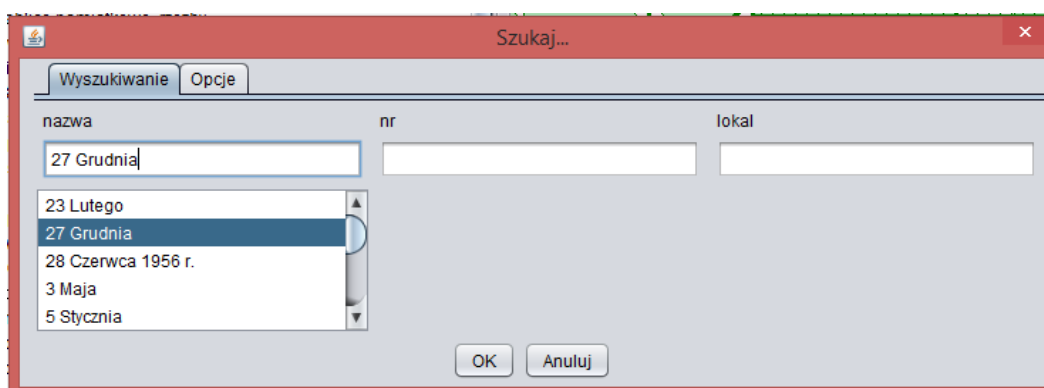 Szukaj...
Wyszukiwanie Opcje
nazwa nr lokal
27 Grudnia
23 Lutego
27 Grudnia
28 Czerwca 1956 r.
3 Maja
5 Stycznia
OK Anuluj